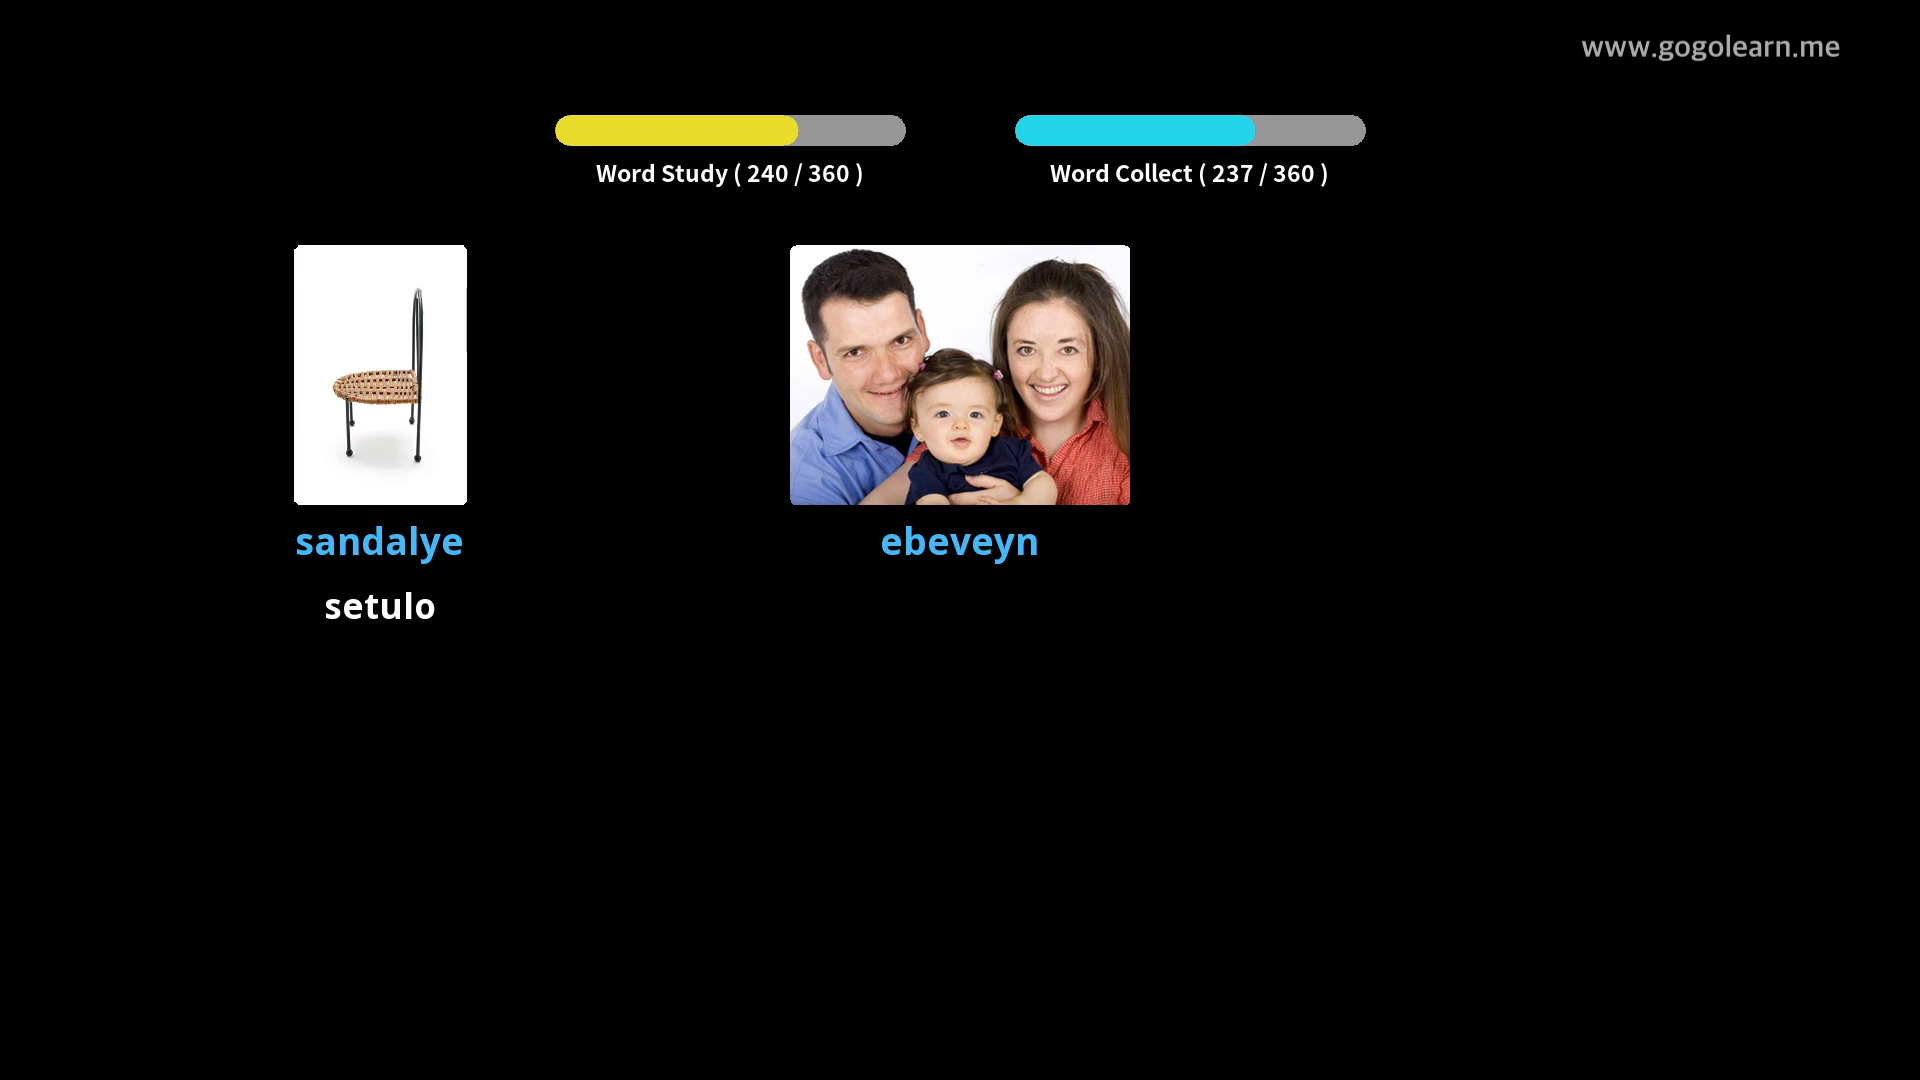 www.gogolearn.me
Word Study ( 240 / 360 )
Word Collect ( 237 / 360 )
sandalye
ebeveyn
setulo